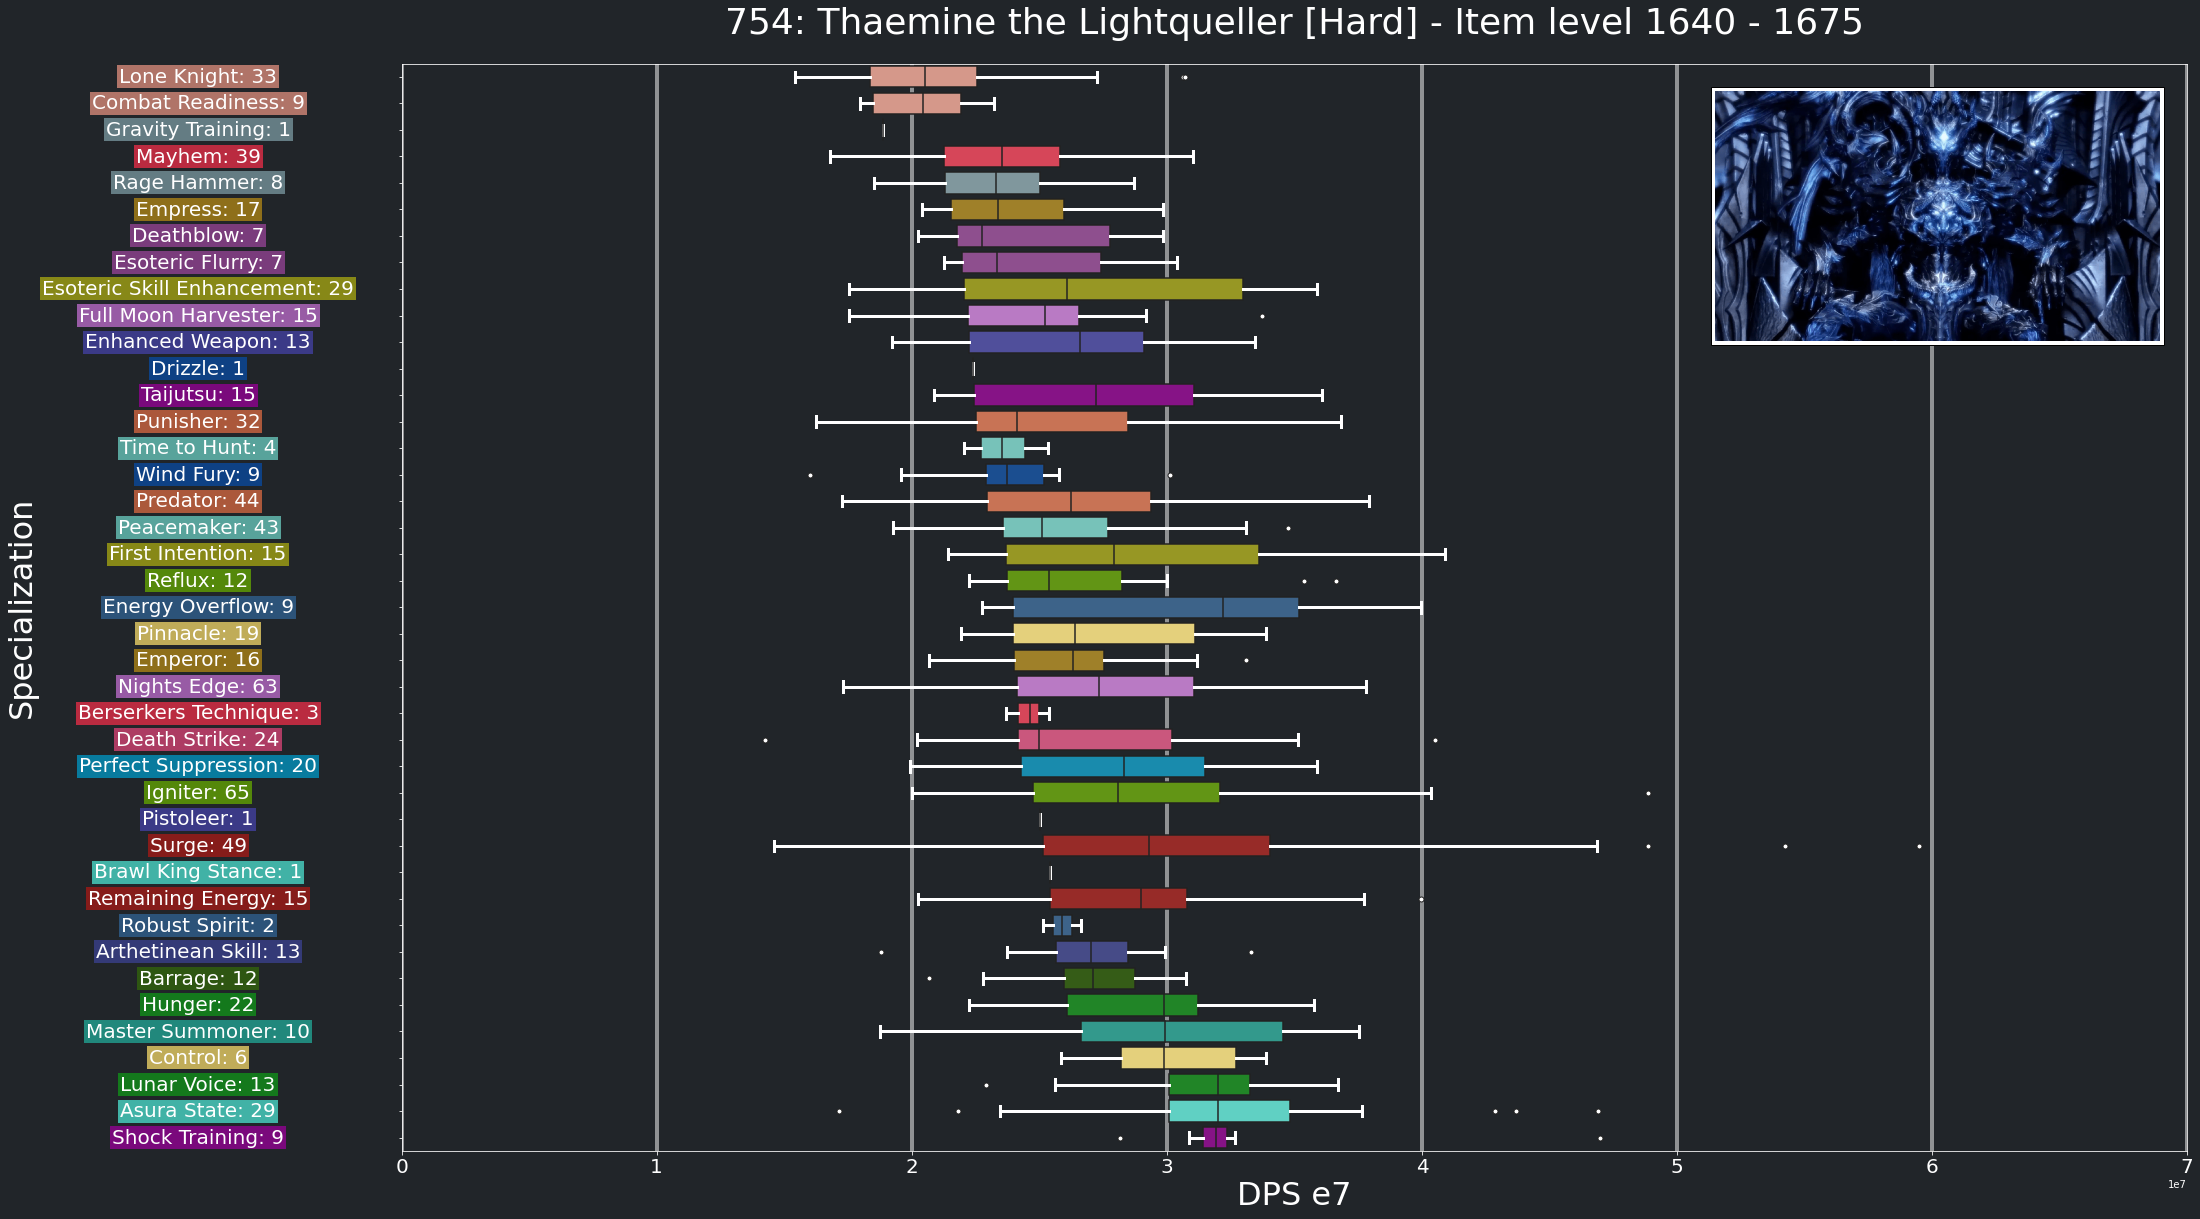 754: Thaemine the Lightqueller [Hard] - Item level 1640 - 1675
Lone Knight: 33
Combat Readiness: 9
Gravity Training: 1
Mayhem: 39
Rage Hammer: 8
Empress: 17
Deathblow: 7
Esoteric Flurry: 7
Esoteric Skill Enhancement: 29
Full Moon Harvester: 15
Enhanced Weapon: 13
Drizzle: 1
Taijutsu: 15
Punisher: 32
Time to Hunt: 4
Wind Fury: 9
Predator: 44
Peacemaker: 43
First Intention: 15
Reflux: 12
Energy Overflow: 9
Pinnacle: 19
Emperor: 16
Nights Edge: 63
Berserkers Technique: 3
Death Strike: 24
Perfect Suppression: 20
Igniter: 65
Pistoleer: 1
Surge: 49
Brawl King Stance: 1
Remaining Energy: 15
Robust Spirit: 2
Arthetinean Skill: 13
Barrage: 12
Hunger: 22
Master Summoner: 10
Control: 6
Lunar Voice: 13
Asura State: 29
Shock Training: 9
Specialization
0 1 2 3 4 5 6 7
DPS e7
1e7